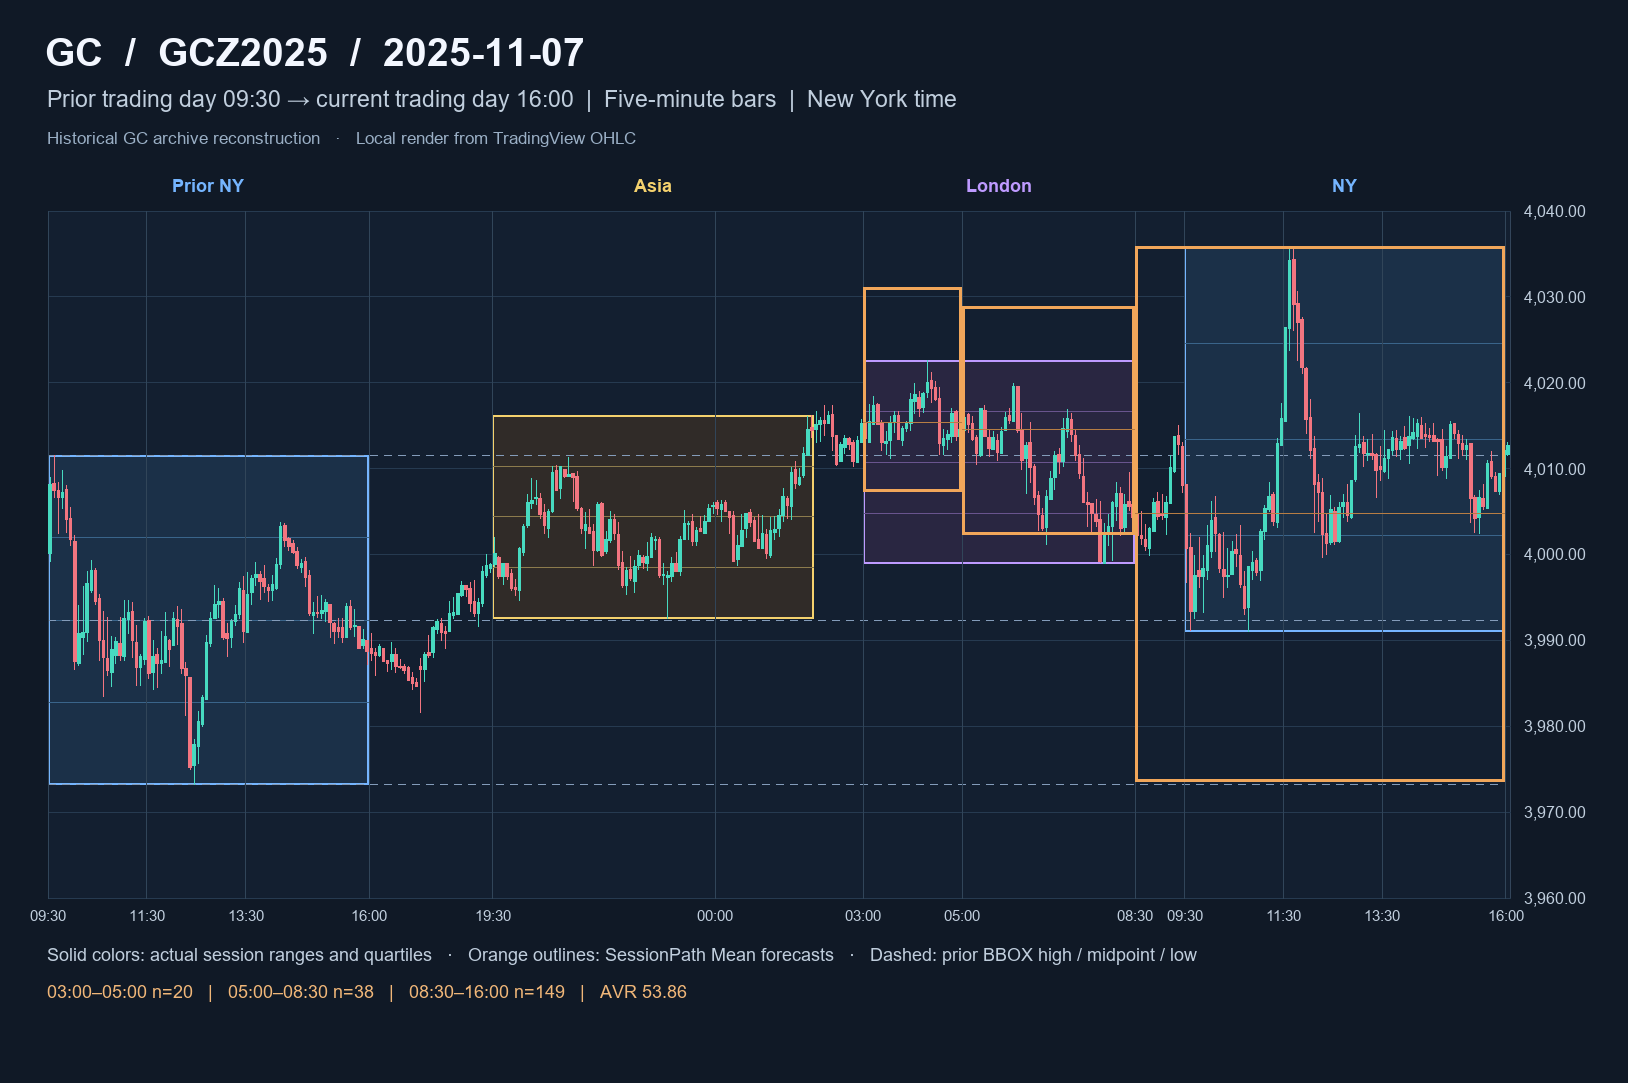 GC / GCZ2025 / 2025-11-07
Prior trading day 09:30 → current trading day 16:00 | Five-minute bars | New York time
Historical GC archive reconstruction · Local render from TradingView OHLC
Prior NY Asia London NY
4,040.00
4,030.00
4,020.00
4,010.00
4,000.00
3,990.00
3,980.00
3,970.00
3,960.00
09:30 11:30 13:30 16:00 19:30 00:00 03:00 05:00 08:30 09:30 11:30 13:30 16:00
Solid colors: actual session ranges and quartiles · Orange outlines: SessionPath Mean forecasts · Dashed: prior BBOX high / midpoint / low
03:00–05:00 n=20 | 05:00–08:30 n=38 | 08:30–16:00 n=149 | AVR 53.86